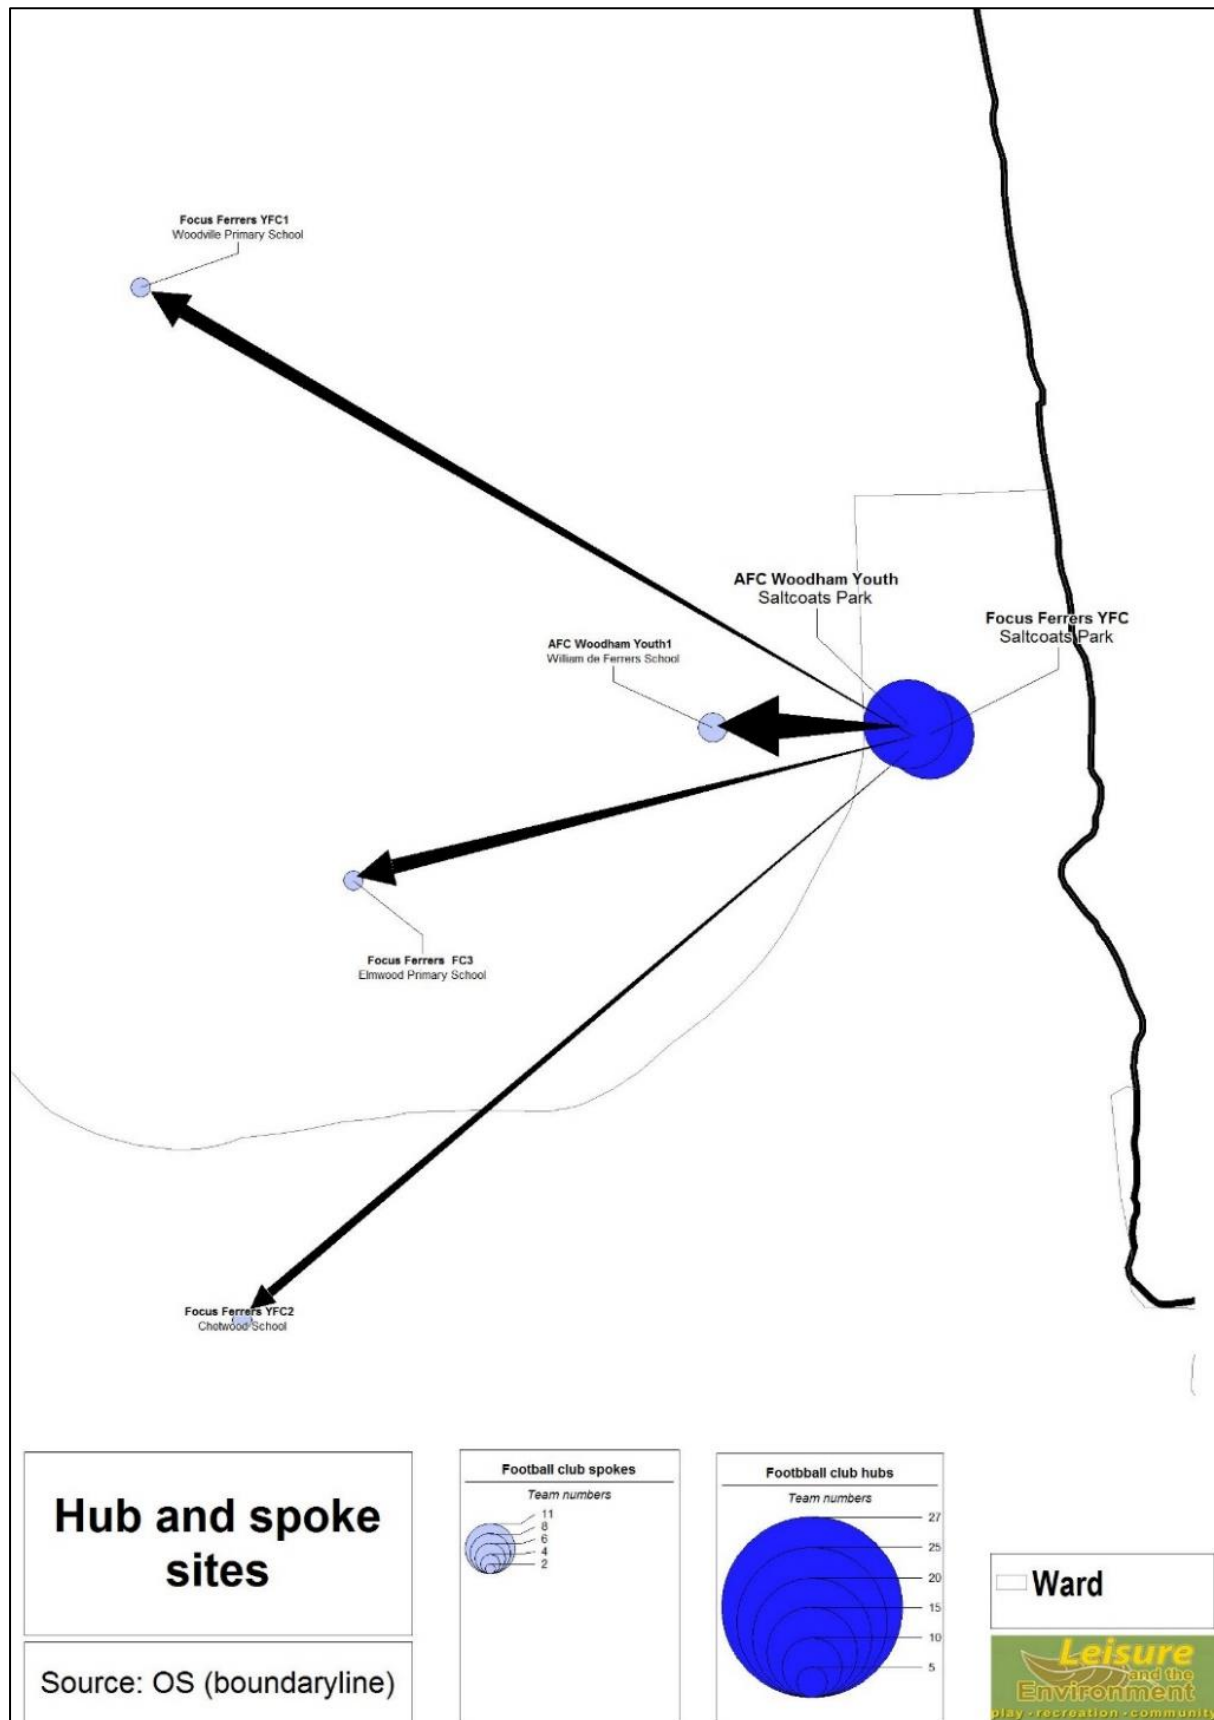 Focus Ferrers YFC1
Woodville Primary School
AFC Woodham Youth
Saltcoats Park
Focus Ferrers YFC
Saltcoats Park
AFC Woodham Youth1
William de Ferrers School
Focus Ferrers FC3
Elmwood Primary School
Focus Ferrers YFC2
Chetwood School
Hub and spoke
sites
Source: OS (boundaryline)
Football club spokes
Team numbers
11
8
6
4
2
Footbball club hubs
Team numbers
27
25
20
15
10
5
Ward
Leisure
and the
Environment
play - recreation - community